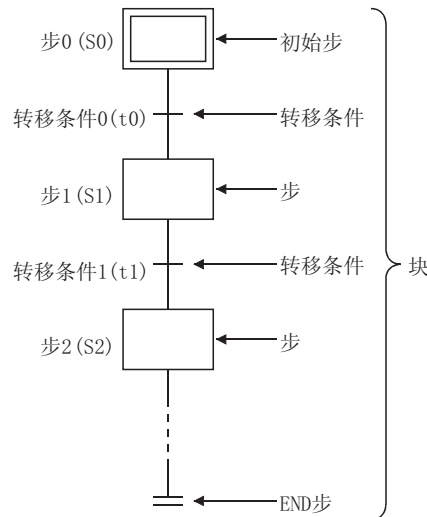 步0(S0)
初始步
转移条件0(t0)
转移条件
步1(S1)
步
转移条件1(t1)
转移条件
块
步2(S2)
步
END步